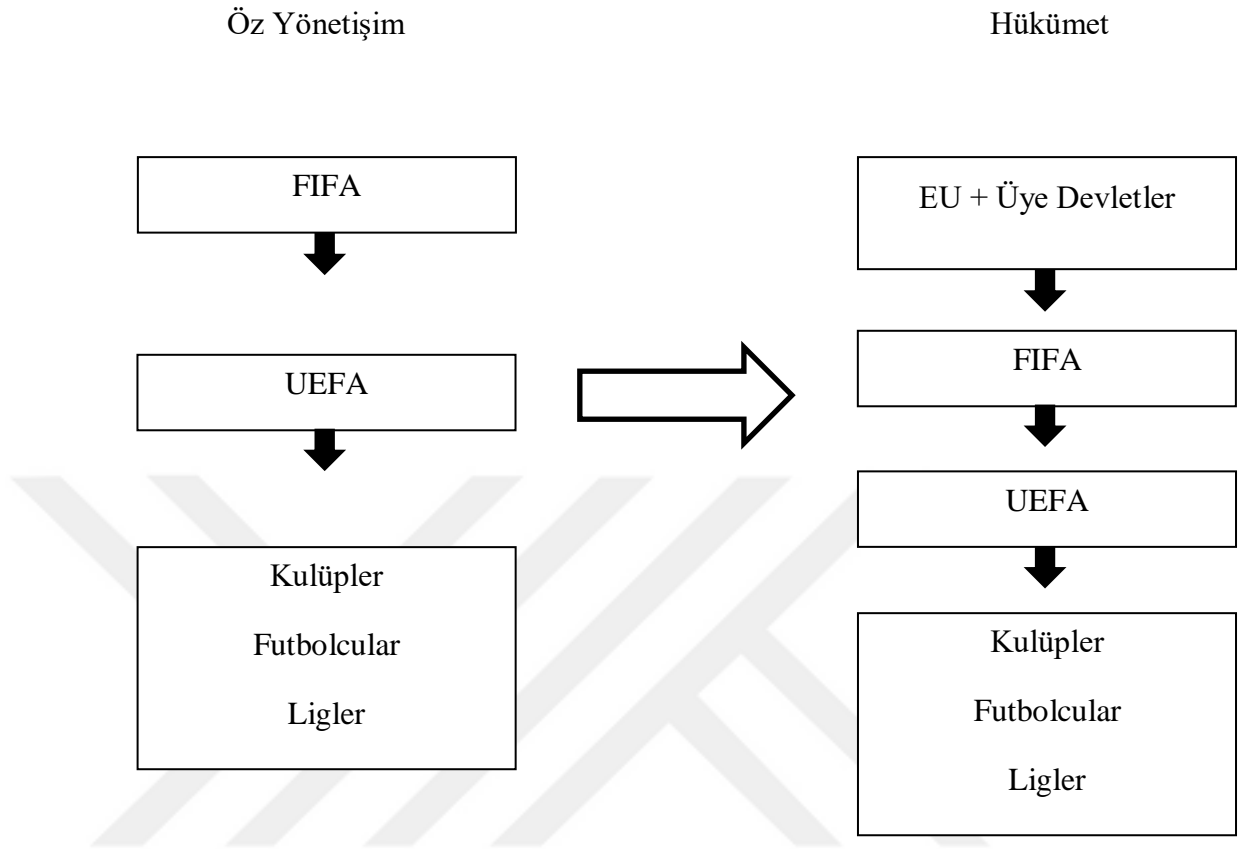 Öz Yönetişim
FIFA
UEFA
Kulüpler
Futbolcular
Ligler
Hükümet
EU + Üye Devletler
FIFA
UEFA
Kulüpler
Futbolcular
Ligler